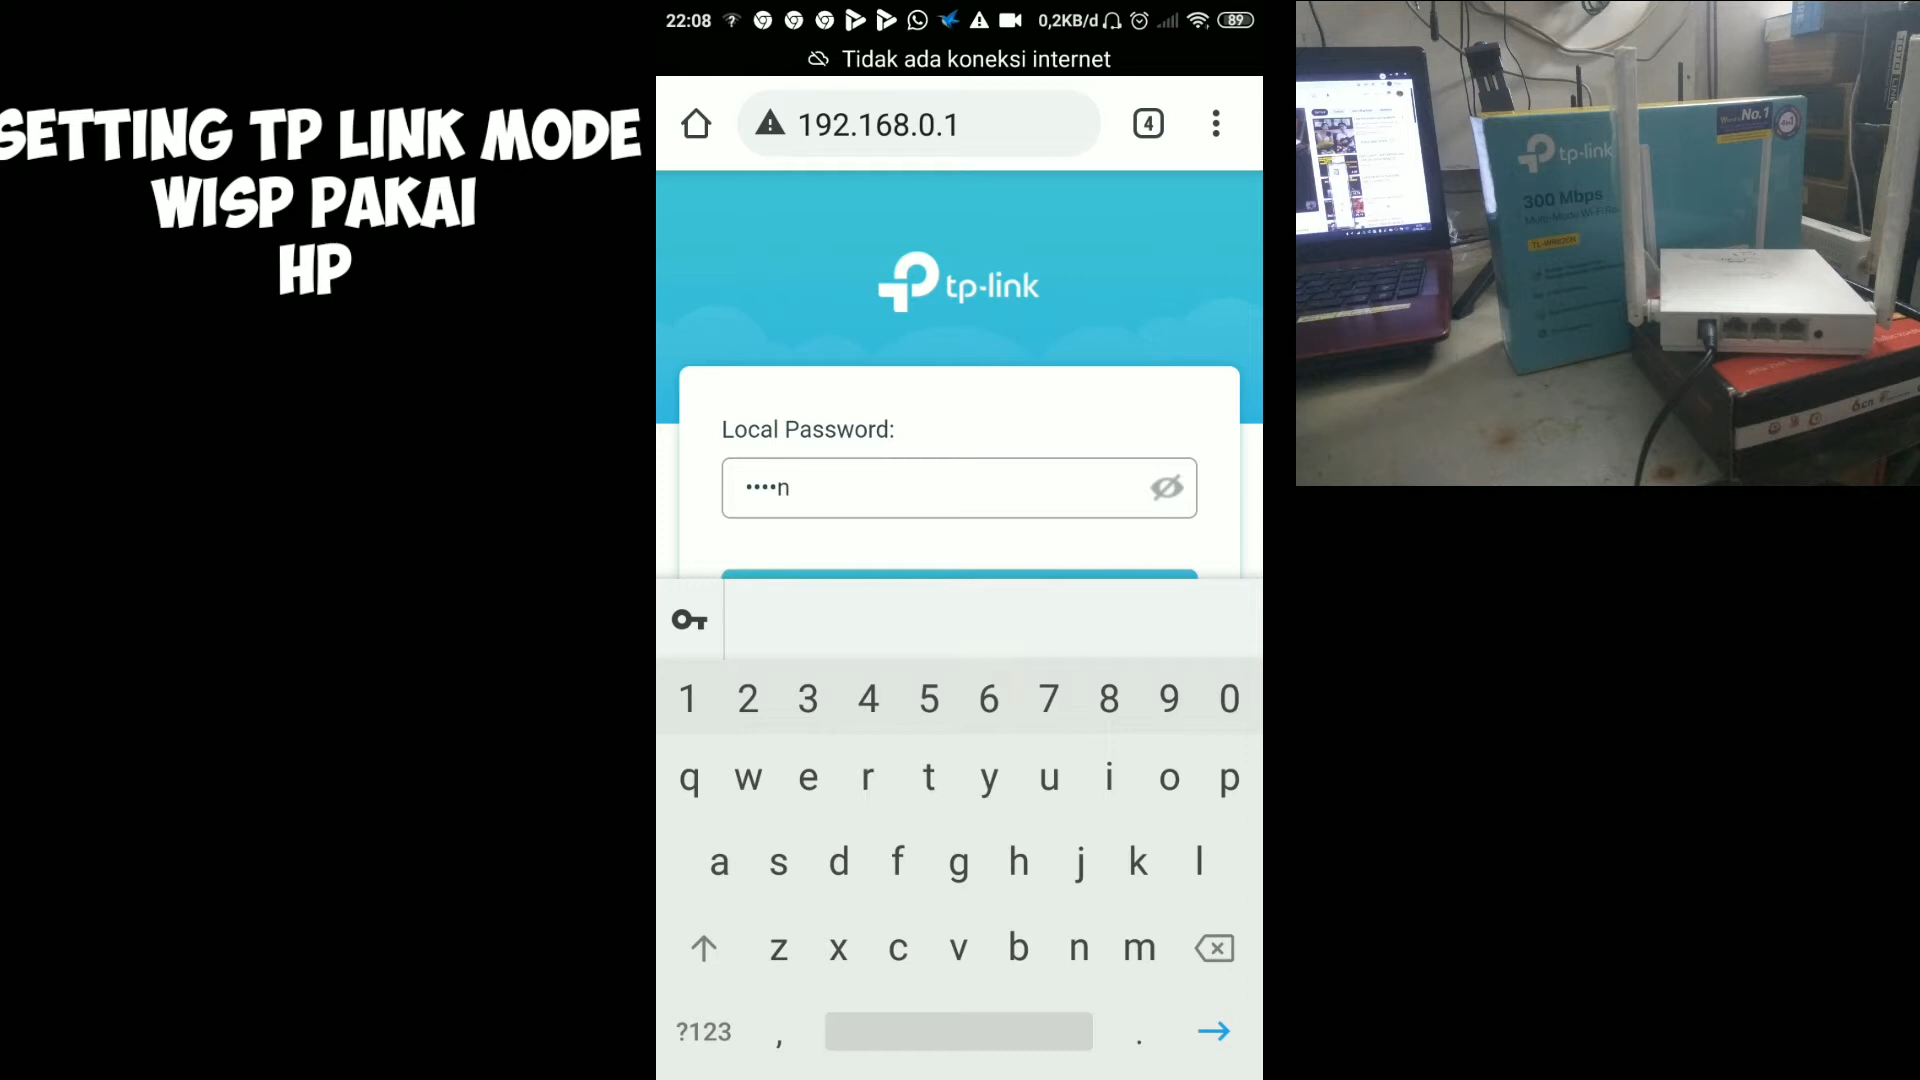 SETTING TP LINK MODE
WISP PAKAI
HP
22:08 0,2KB/d 89
Tidak ada koneksi internet
192.168.0.1 4
tp-link
Local Password:
••••n
1 2 3 4 5 6 7 8 9 0
q w e r t y u i o p
a s d f g h j k l
z x c v b n m
?123 , .
No.1
tp-link
300 Mbps